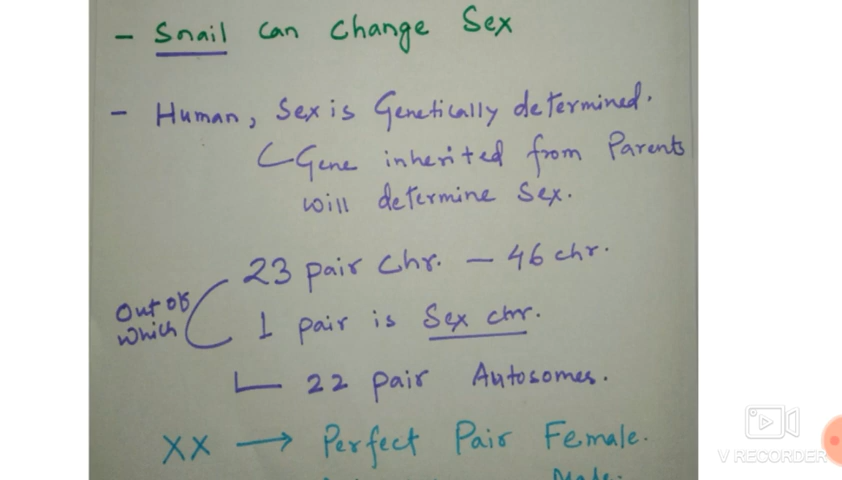 - Snail can change Sex
- Human, Sex is Genetically determined.
Gene inherited from Parents
will determine Sex.
23 pair Chr. - 46 chr.
Out of
which
1 pair is Sex chr.
22 pair Autosomes.
XX → Perfect Pair Female.
Male.
V RECORDER